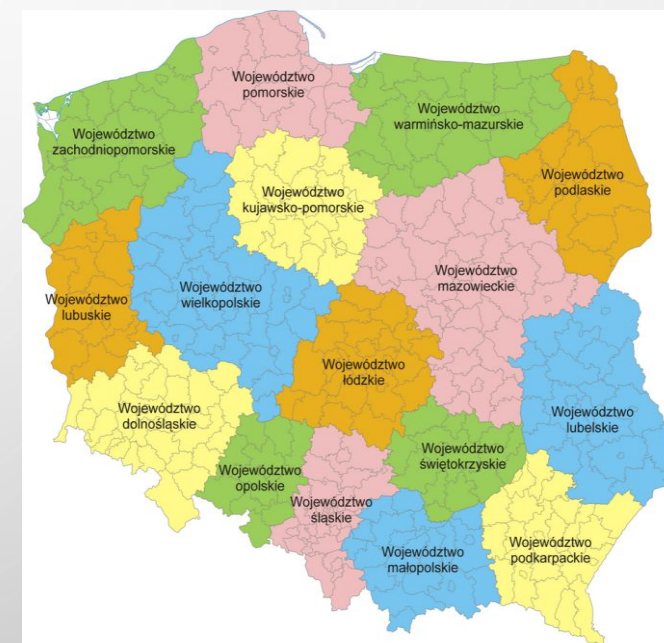 Województwo
pomorskie
Województwo
warmińsko-mazurskie
Województwo
zachodniopomorskie
Województwo
podlaskie
Województwo
kujawsko-pomorskie
Województwo
mazowieckie
Województwo
wielkopolskie
Województwo
lubuskie
Województwo
łódzkie
Województwo
lubelskie
Województwo
dolnośląskie
Województwo
świętokrzyskie
Województwo
opolskie
Województwo
śląskie
Województwo
małopolskie
Województwo
podkarpackie